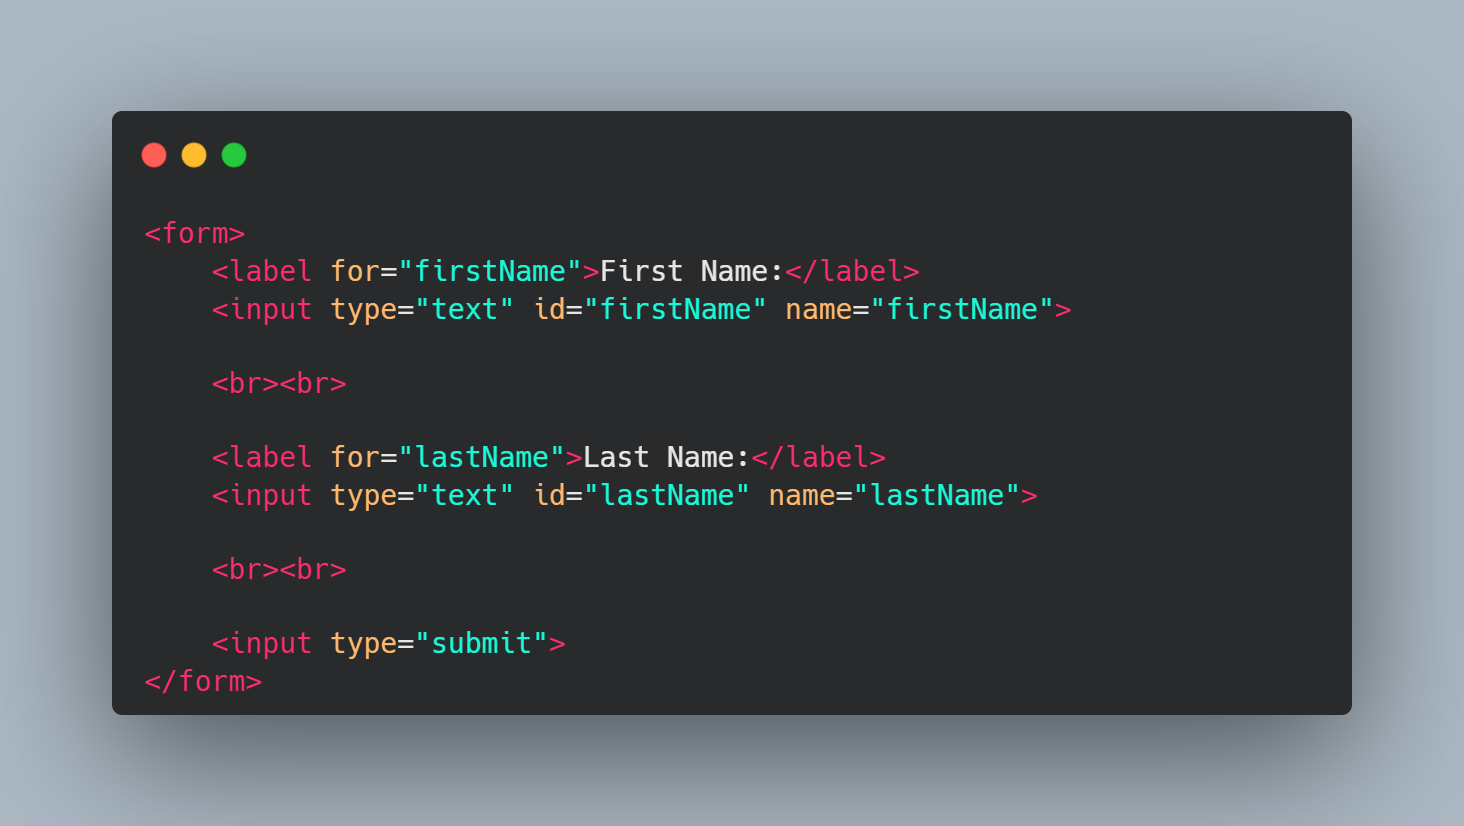 <form>
    <label for="firstName">First Name:</label>
    <input type="text" id="firstName" name="firstName">

    <br><br>

    <label for="lastName">Last Name:</label>
    <input type="text" id="lastName" name="lastName">

    <br><br>

    <input type="submit">
</form>